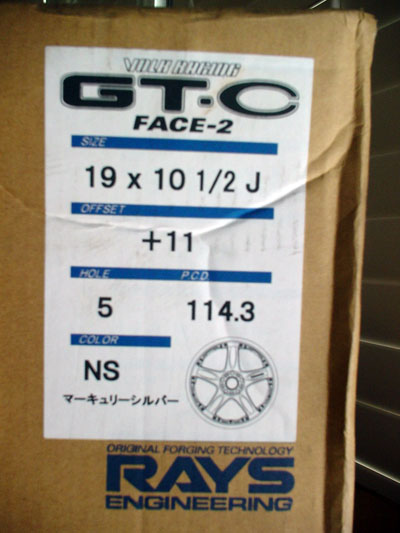 VOLK RACING
GT·C
FACE-2
SIZE
19 x 10 1/2 J
OFFSET
+11
HOLE P.C.D
5 114.3
COLOR
NS
マーキュリーシルバー
ORIGINAL FORGING TECHNOLOGY
RAYS
ENGINEERING